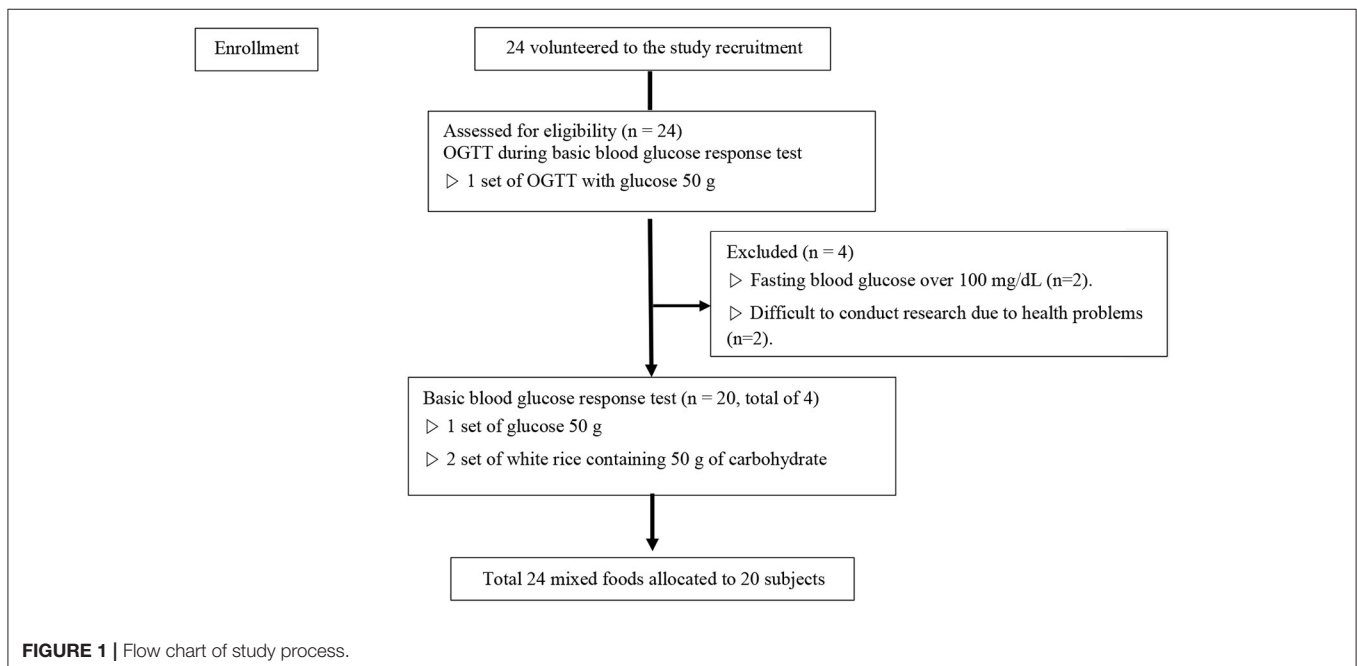 Enrollment
24 volunteered to the study recruitment
Assessed for eligibility (n = 24)
OGTT during basic blood glucose response test
▷ 1 set of OGTT with glucose 50 g
Excluded (n = 4)
▷ Fasting blood glucose over 100 mg/dL (n=2).
▷ Difficult to conduct research due to health problems
(n=2).
Basic blood glucose response test (n = 20, total of 4)
▷ 1 set of glucose 50 g
▷ 2 set of white rice containing 50 g of carbohydrate
Total 24 mixed foods allocated to 20 subjects
FIGURE 1 | Flow chart of study process.